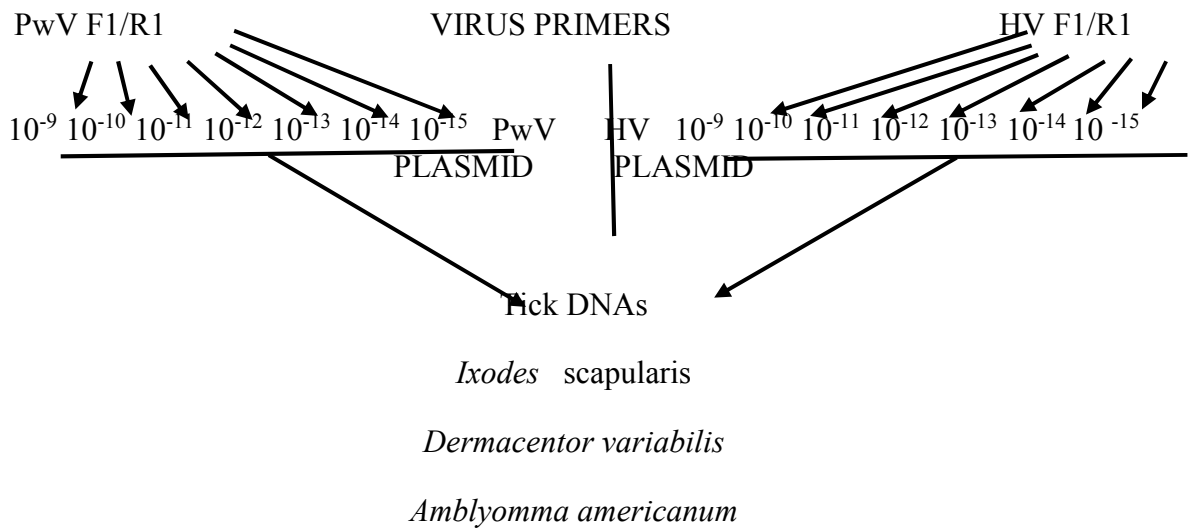 PwV F1/R1 VIRUS PRIMERS HV F1/R1
10⁻⁹ 10⁻¹⁰ 10⁻¹¹ 10⁻¹² 10⁻¹³ 10⁻¹⁴ 10⁻¹⁵ PwV HV 10⁻⁹ 10⁻¹⁰ 10⁻¹¹ 10⁻¹² 10⁻¹³ 10⁻¹⁴ 10 ⁻¹⁵
PLASMID PLASMID
Tick DNAs
Ixodes scapularis
Dermacentor variabilis
Amblyomma americanum